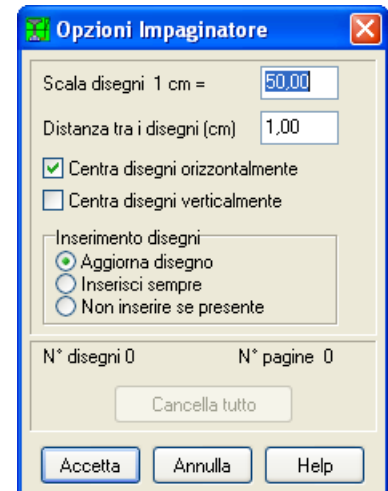 Opzioni Impaginatore
Scala disegni 1 cm = 50,00
Distanza tra i disegni (cm) 1,00
Centra disegni orizzontalmente
Centra disegni verticalmente
Inserimento disegni
Aggiorna disegno
Inserisci sempre
Non inserire se presente
N° disegni 0 N° pagine 0
Cancella tutto
Accetta Annulla Help